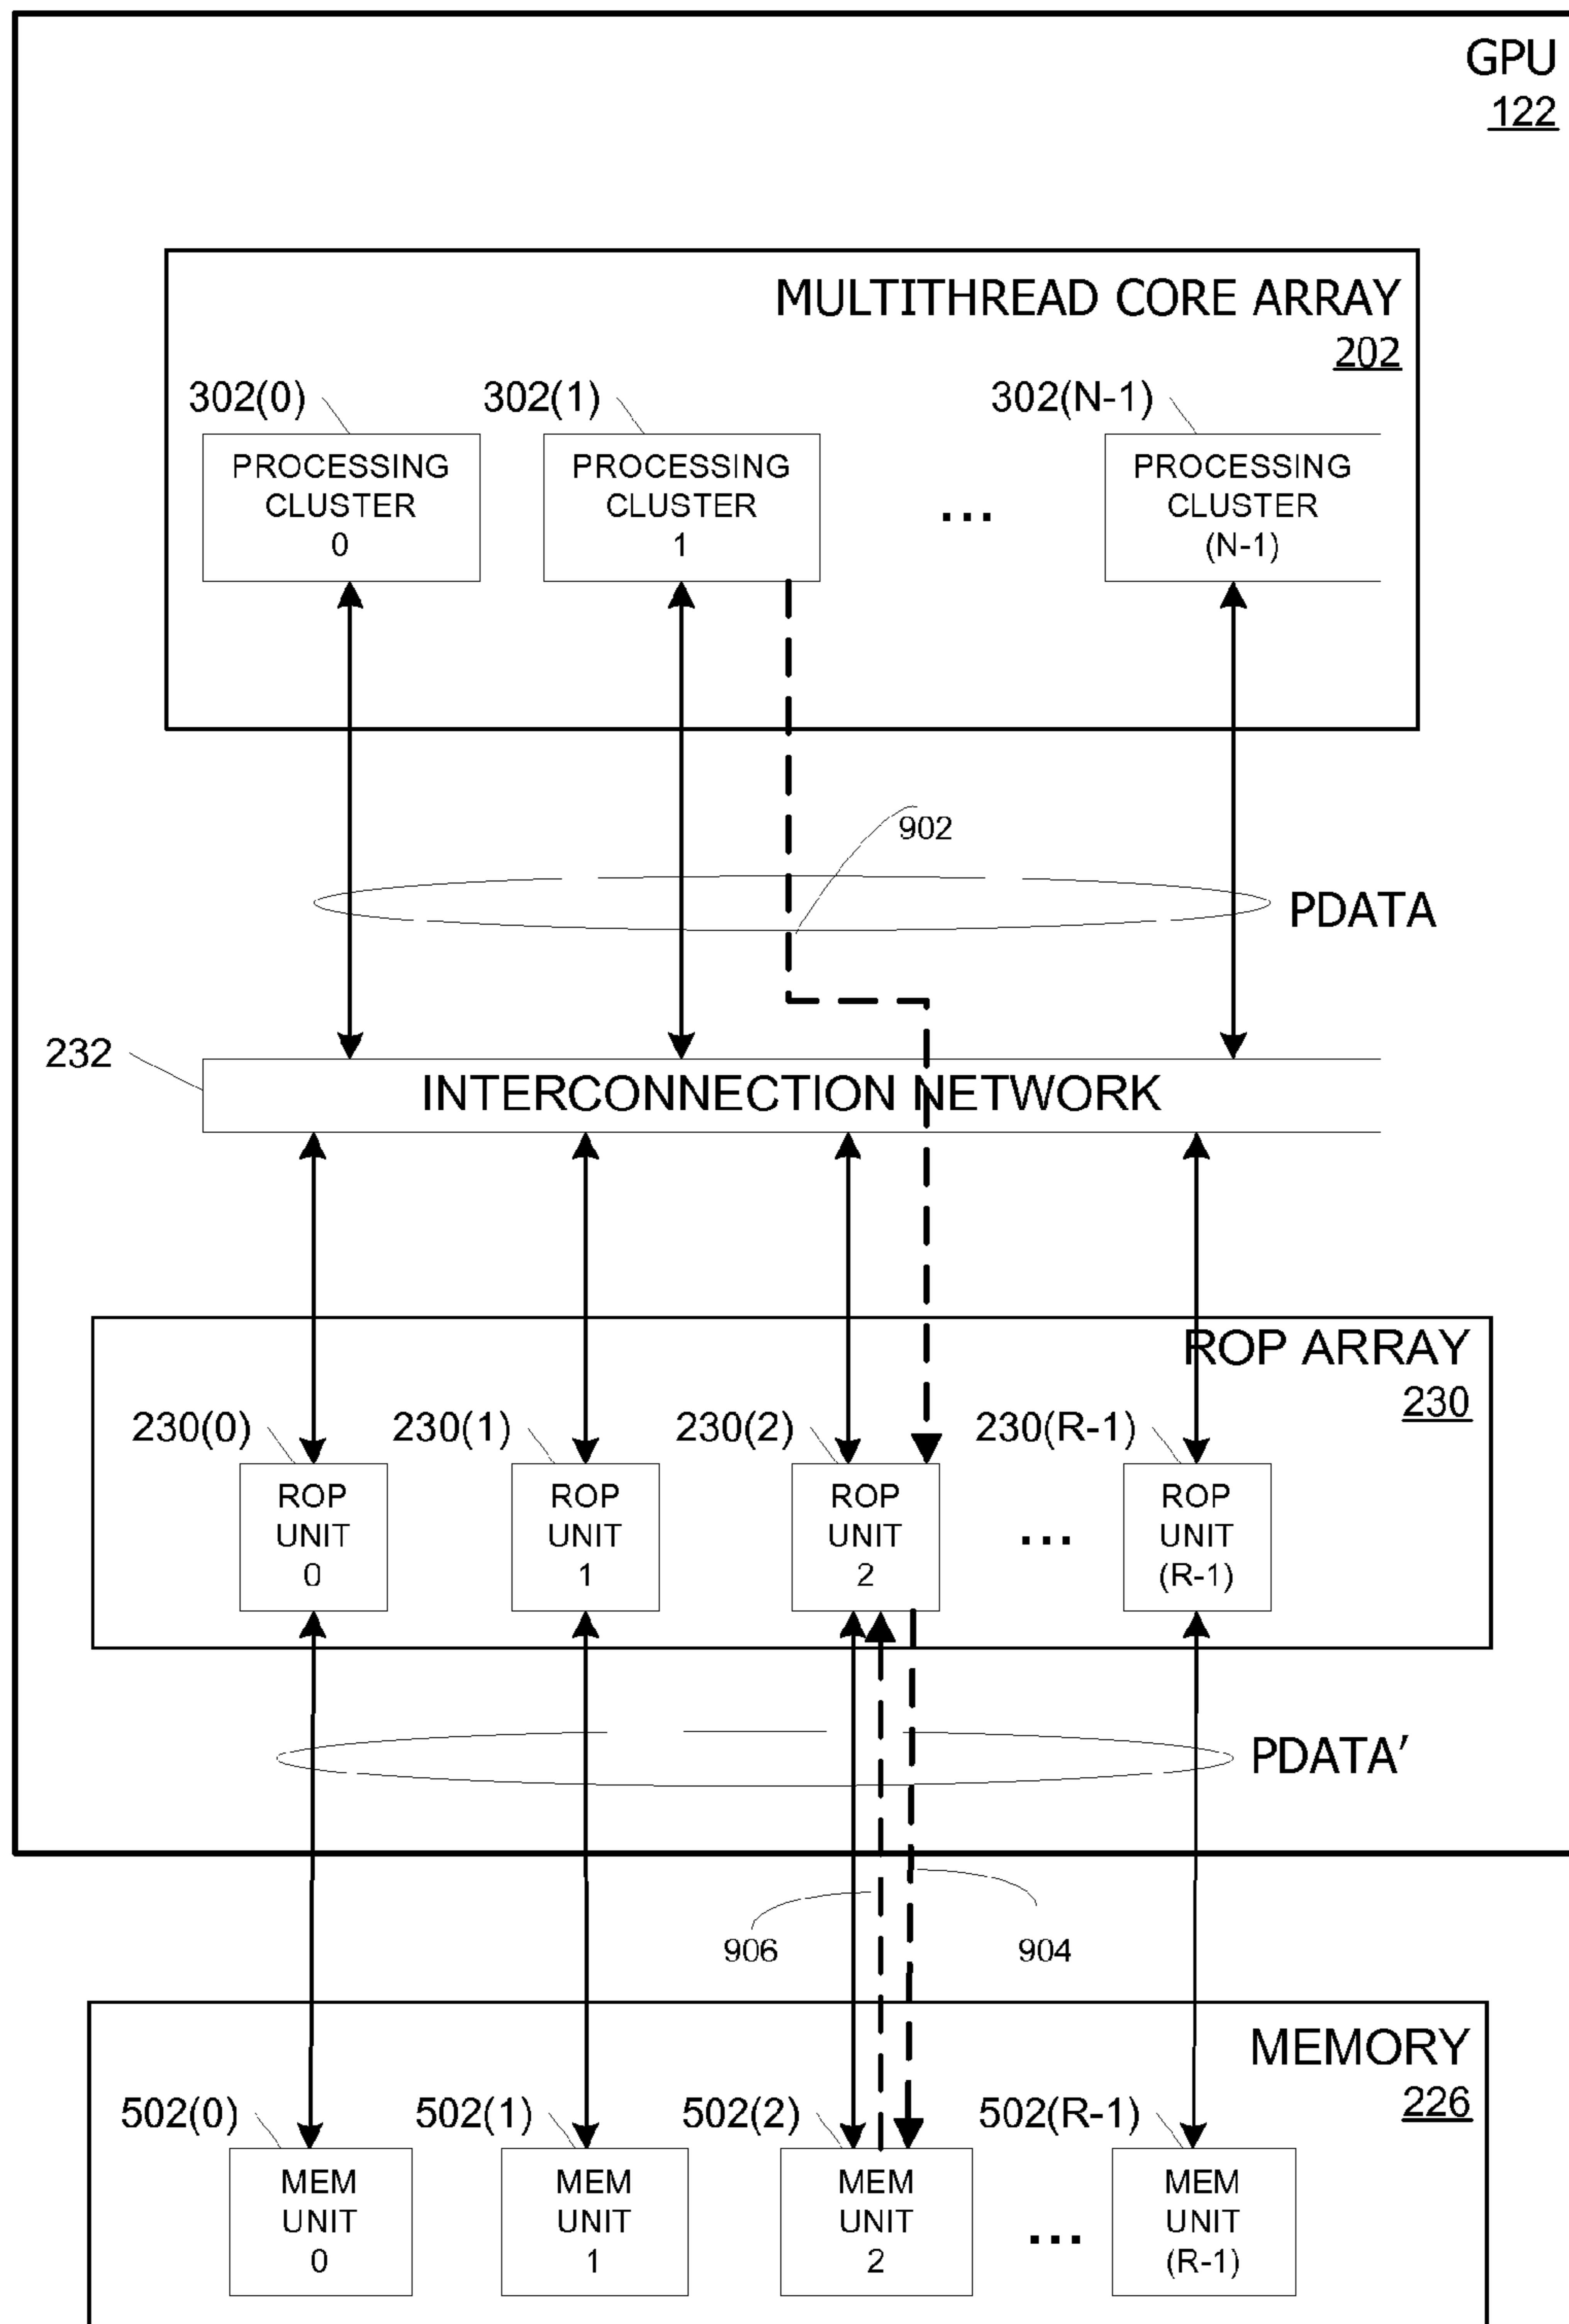 GPU
122
MULTITHREAD CORE ARRAY
202
302(0)
302(1)
302(N-1)
PROCESSING
CLUSTER
0
PROCESSING
CLUSTER
1
...
PROCESSING
CLUSTER
(N-1)
902
PDATA
232
INTERCONNECTION NETWORK
ROP ARRAY
230
230(0)
230(1)
230(2)
230(R-1)
ROP
UNIT
0
ROP
UNIT
1
ROP
UNIT
2
...
ROP
UNIT
(R-1)
PDATA'
906
904
MEMORY
226
502(0)
502(1)
502(2)
502(R-1)
MEM
UNIT
0
MEM
UNIT
1
MEM
UNIT
2
...
MEM
UNIT
(R-1)